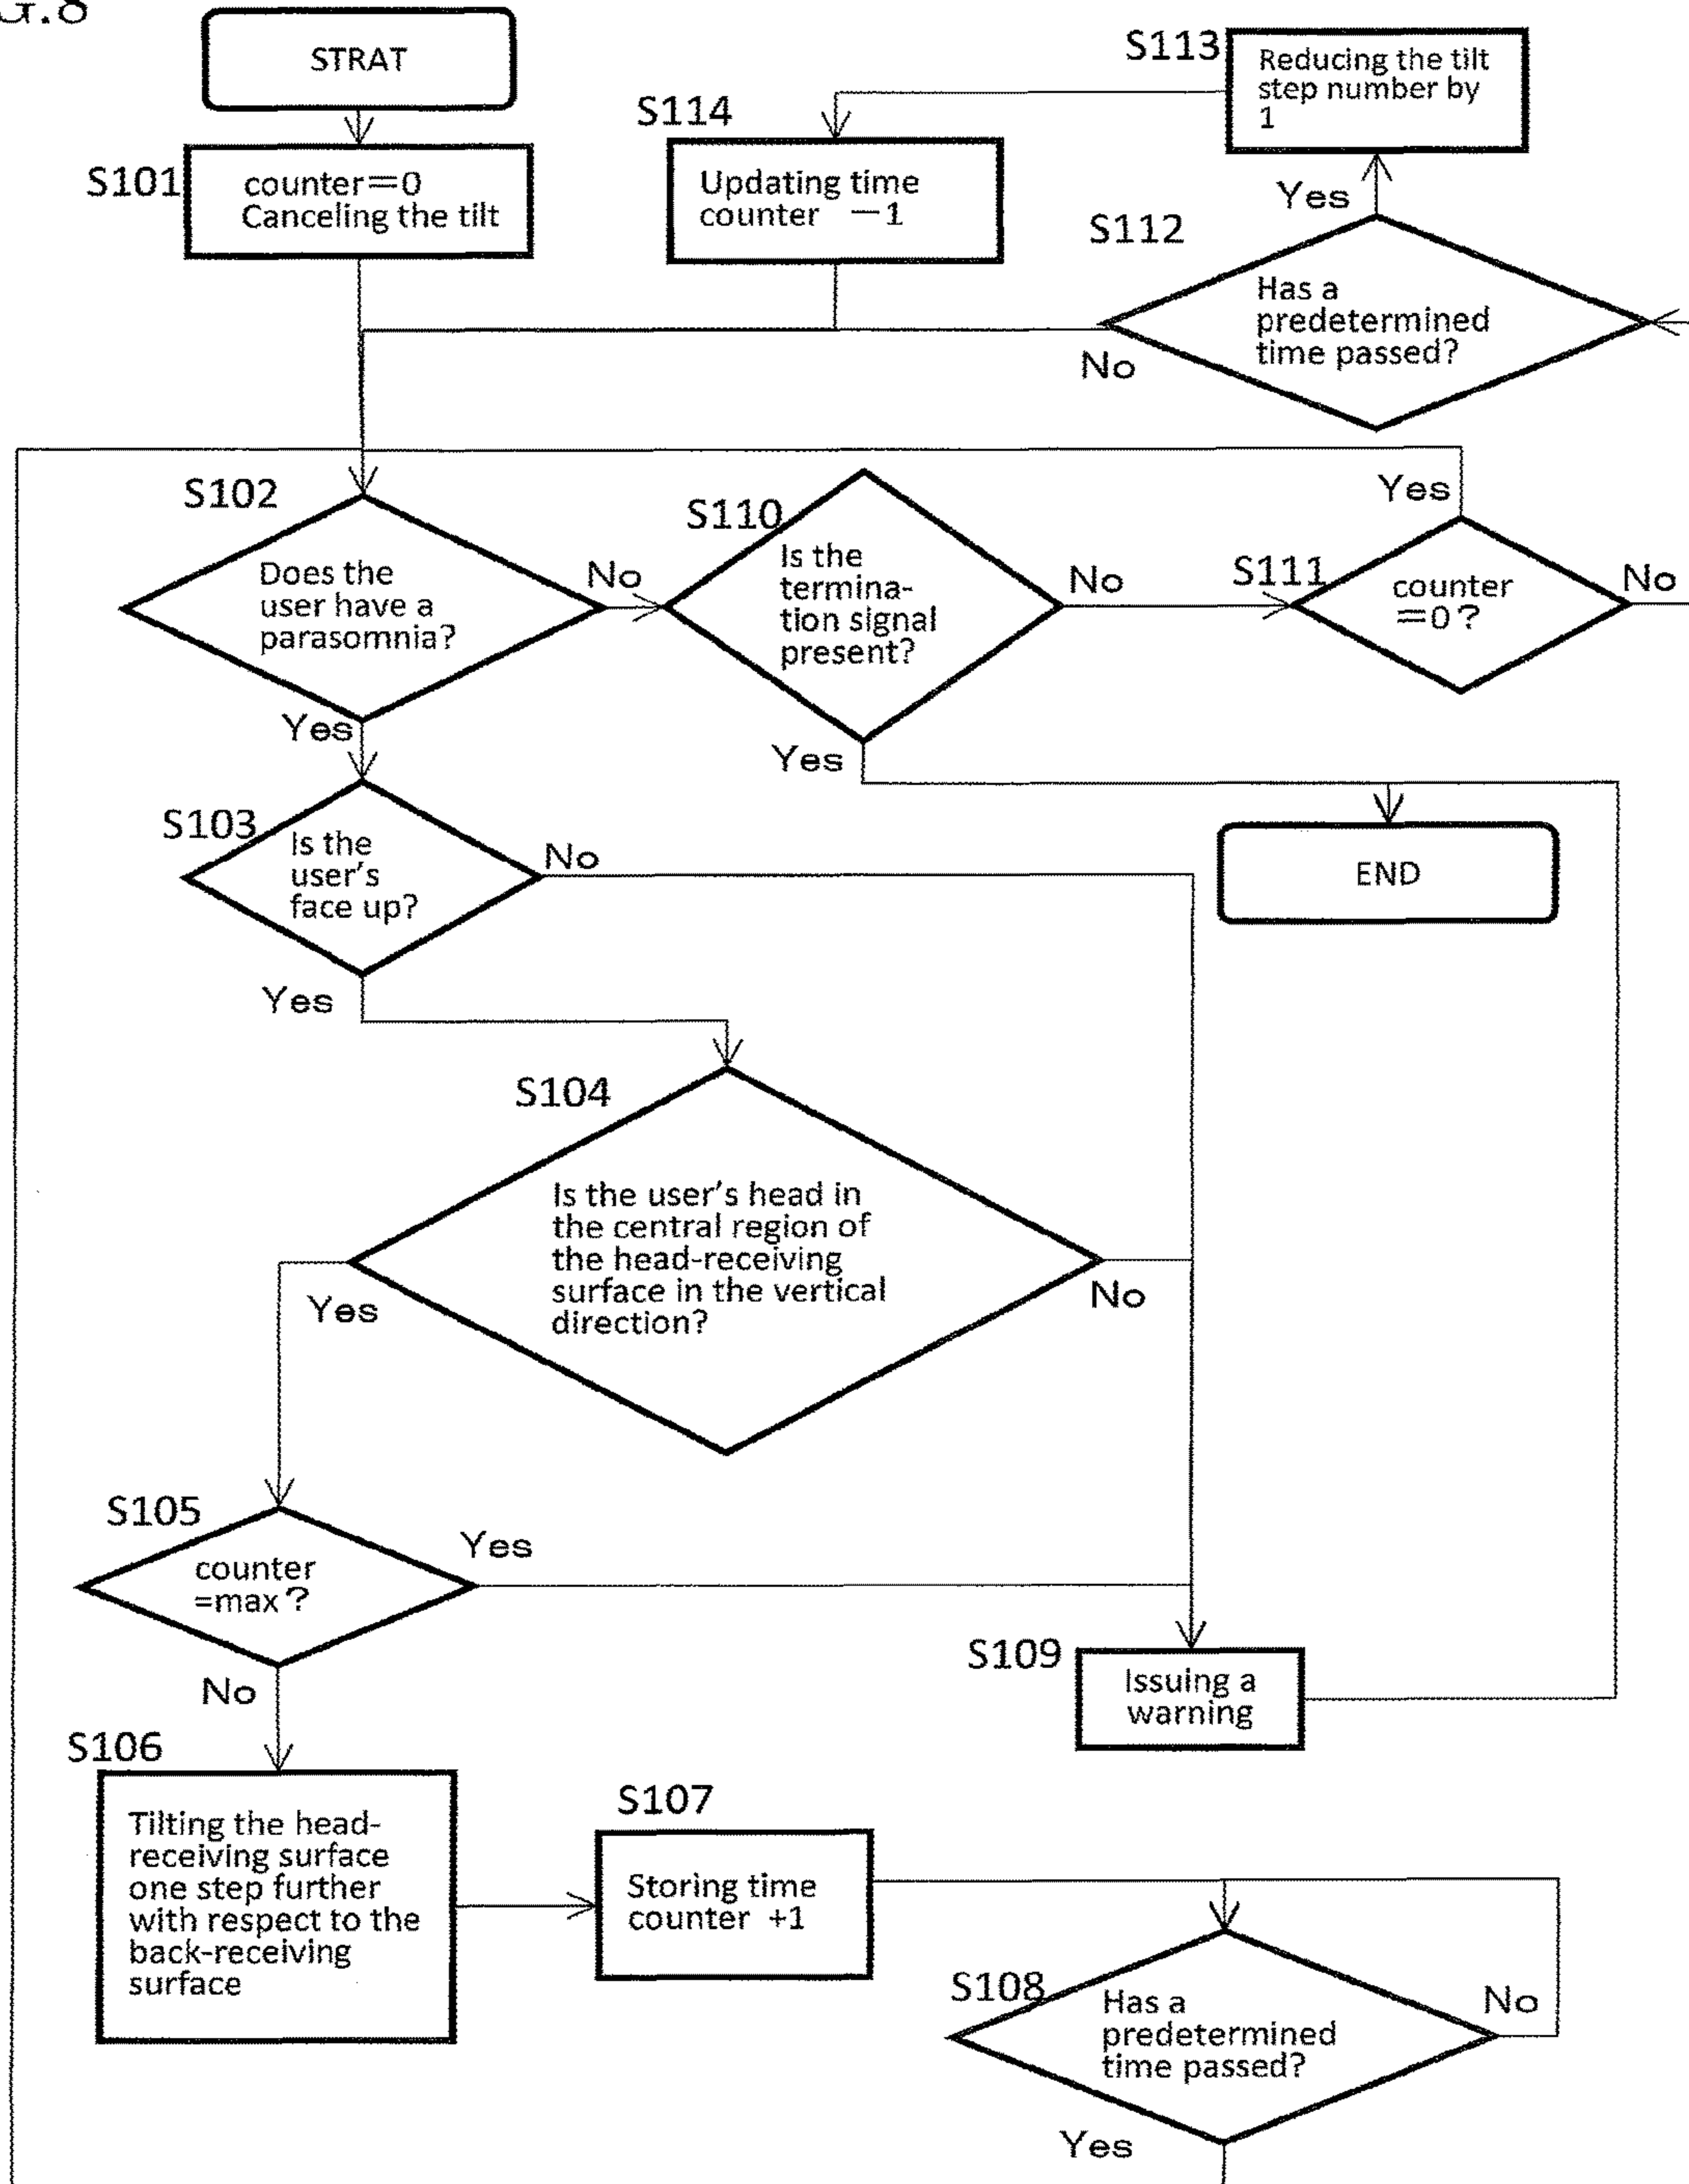 G.8
STRAT
S101
counter=0
Canceling the tilt
S114
Updating time
counter －1
S113
Reducing the tilt
step number by
1
Yes
S112
Has a
predetermined
time passed?
No
S102
Does the
user have a
parasomnia?
No
Yes
S110
Is the
termina-
tion signal
present?
No
Yes
S111
counter
=0?
Yes
No
END
S103
Is the
user's
face up?
No
Yes
S104
Is the user's head in
the central region of
the head-receiving
surface in the vertical
direction?
Yes
No
S105
counter
=max?
Yes
No
S109
Issuing a
warning
S106
Tilting the head-
receiving surface
one step further
with respect to the
back-receiving
surface
S107
Storing time
counter +1
S108
Has a
predetermined
time passed?
No
Yes